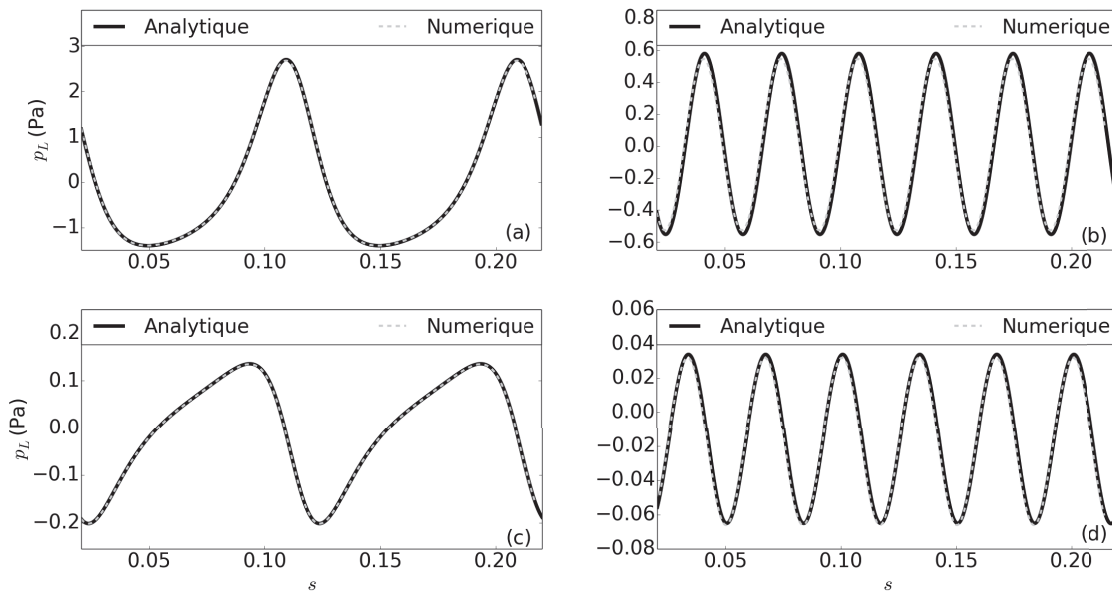 Analytique Numerique
3
2
1
0
−1
p_L (Pa)
0.05 0.10 0.15 0.20
(a)
Analytique Numerique
0.8
0.6
0.4
0.2
0.0
−0.2
−0.4
−0.6
0.05 0.10 0.15 0.20
(b)
Analytique Numerique
0.2
0.1
0.0
−0.1
−0.2
p_L (Pa)
0.05 0.10 0.15 0.20
(c)
s
Analytique Numerique
0.06
0.04
0.02
0.00
−0.02
−0.04
−0.06
−0.08
0.05 0.10 0.15 0.20
(d)
s